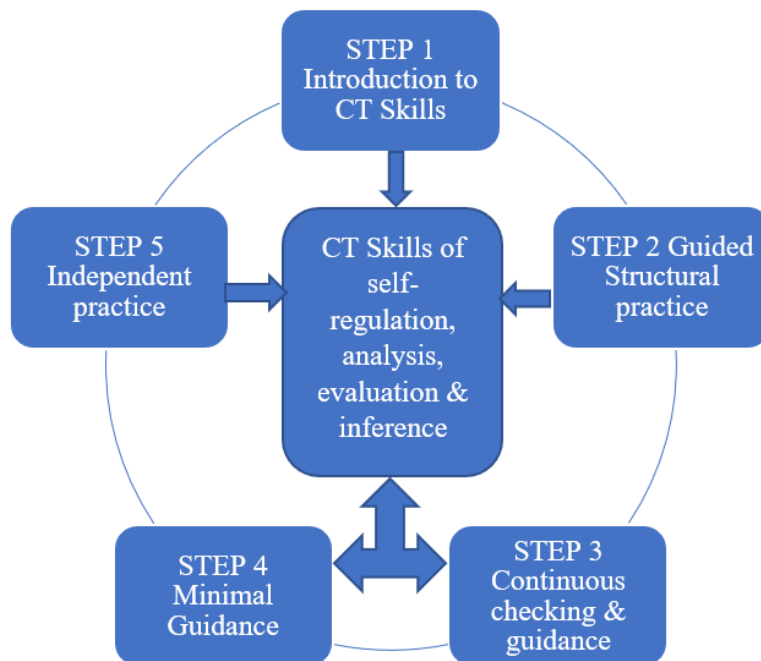 STEP 1
Introduction to
CT Skills
STEP 2 Guided
Structural
practice
STEP 3
Continuous
checking &
guidance
STEP 4
Minimal
Guidance
STEP 5
Independent
practice
CT Skills of
self-
regulation,
analysis,
evaluation &
inference